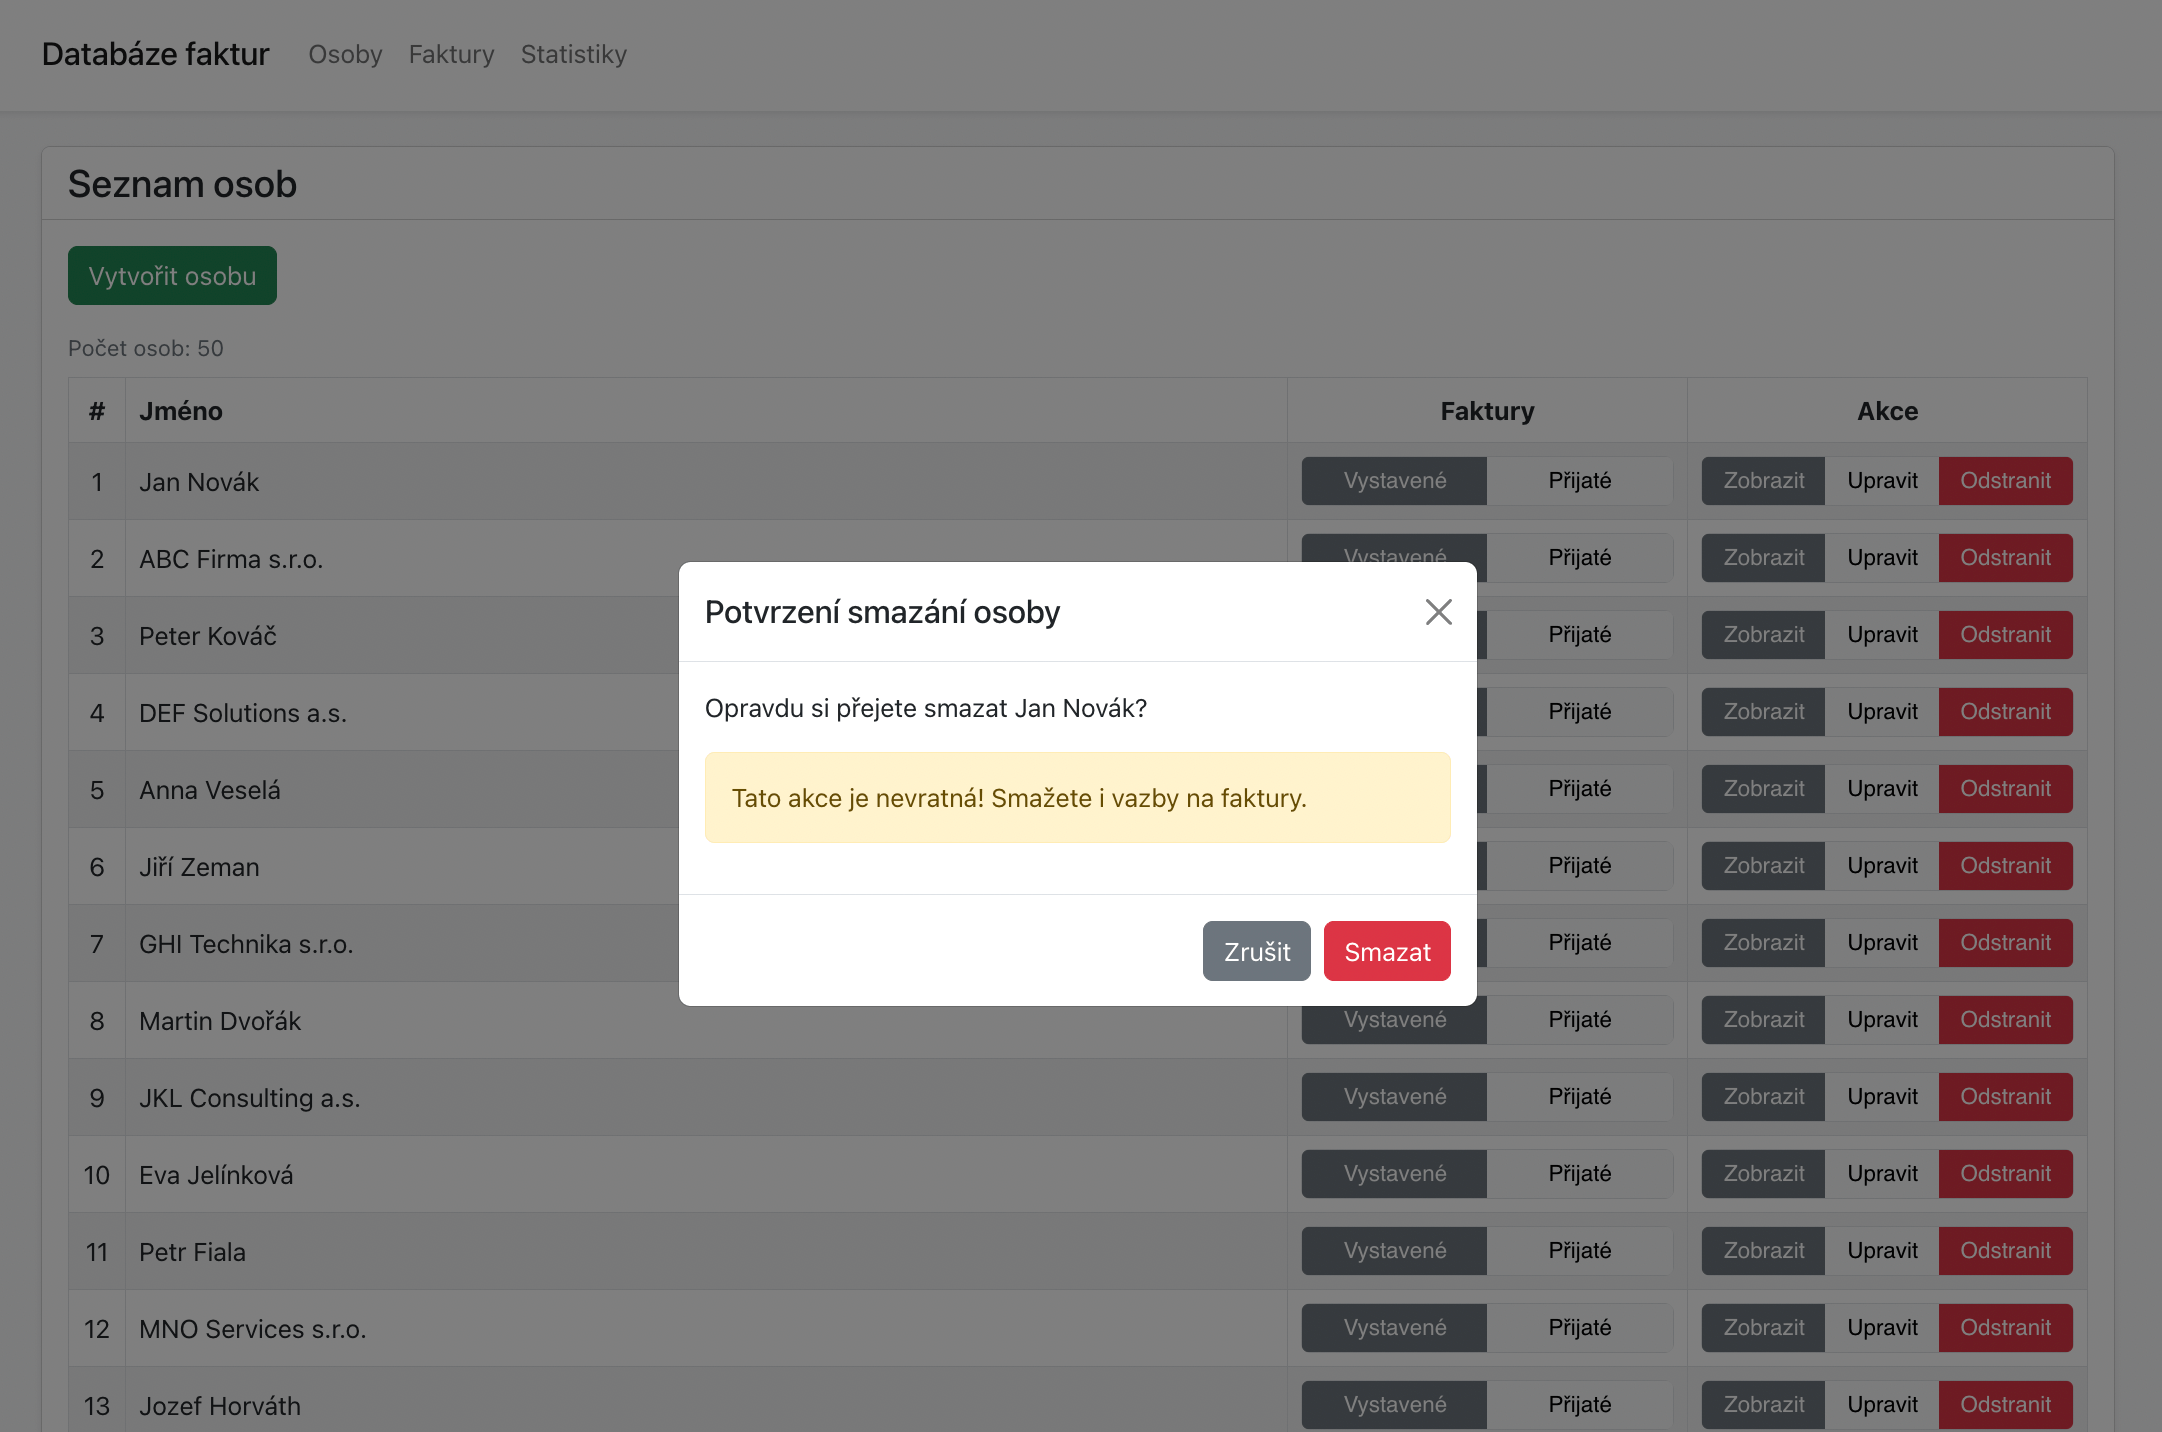 Databáze faktur Osoby Faktury Statistiky
Seznam osob
Vytvořit osobu
Počet osob: 50
# Jméno Faktury Akce
1 Jan Novák Vystavené Přijaté Zobrazit Upravit Odstranit
2 ABC Firma s.r.o. Vystavené Přijaté Zobrazit Upravit Odstranit
3 Peter Kováč Přijaté Zobrazit Upravit Odstranit
4 DEF Solutions a.s. Přijaté Zobrazit Upravit Odstranit
5 Anna Veselá Přijaté Zobrazit Upravit Odstranit
6 Jiří Zeman Přijaté Zobrazit Upravit Odstranit
7 GHI Technika s.r.o. Přijaté Zobrazit Upravit Odstranit
8 Martin Dvořák Vystavené Přijaté Zobrazit Upravit Odstranit
9 JKL Consulting a.s. Vystavené Přijaté Zobrazit Upravit Odstranit
10 Eva Jelínková Vystavené Přijaté Zobrazit Upravit Odstranit
11 Petr Fiala Vystavené Přijaté Zobrazit Upravit Odstranit
12 MNO Services s.r.o. Vystavené Přijaté Zobrazit Upravit Odstranit
13 Jozef Horváth Vystavené Přijaté Zobrazit Upravit Odstranit
Potvrzení smazání osoby
Opravdu si přejete smazat Jan Novák?
Tato akce je nevratná! Smažete i vazby na faktury.
Zrušit Smazat